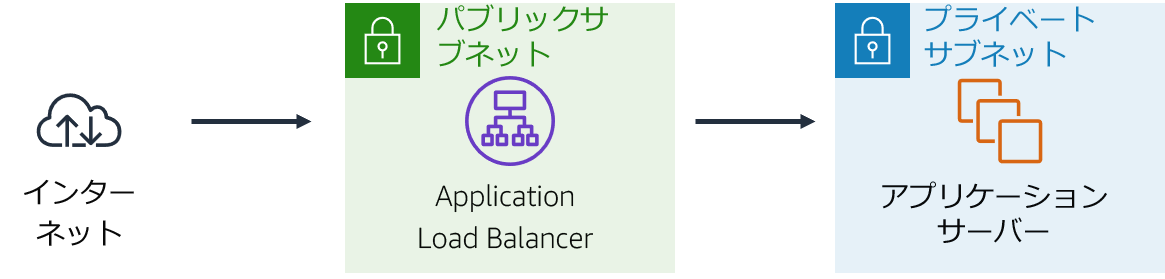 インター
ネット
パブリックサ
ブネット
Application
Load Balancer
プライベート
サブネット
アプリケーション
サーバー